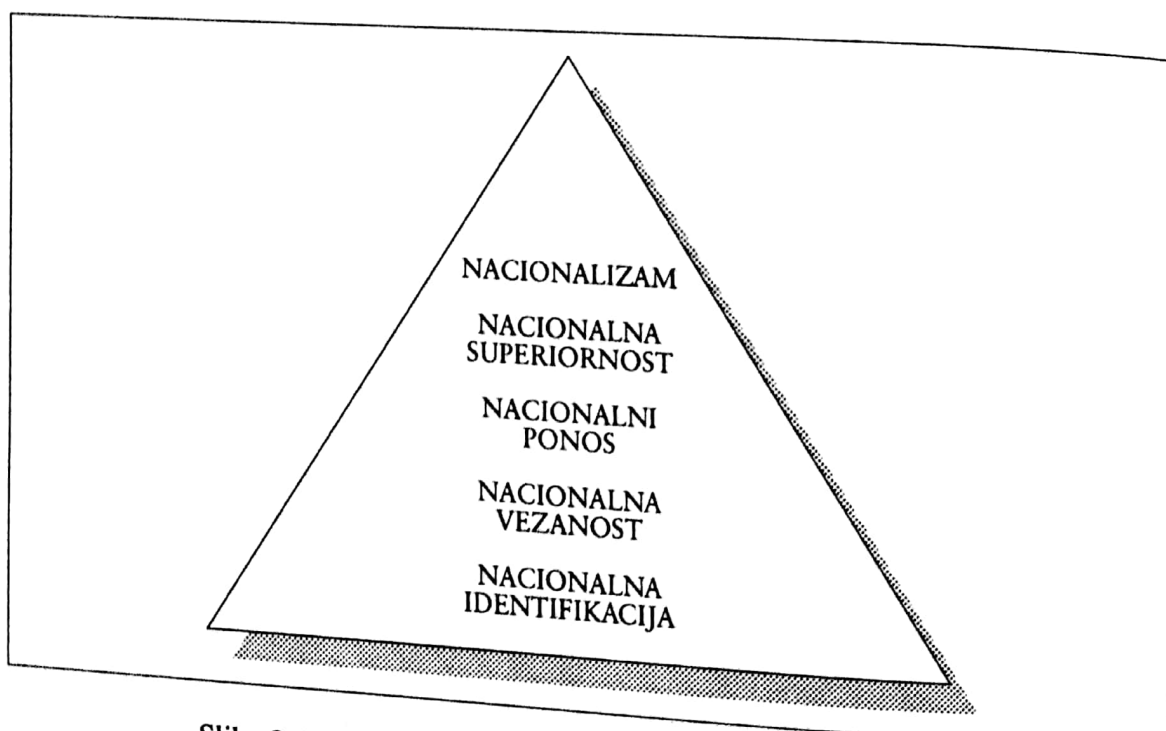 NACIONALIZAM
NACIONALNA
SUPERIORNOST
NACIONALNI
PONOS
NACIONALNA
VEZANOST
NACIONALNA
IDENTIFIKACIJA